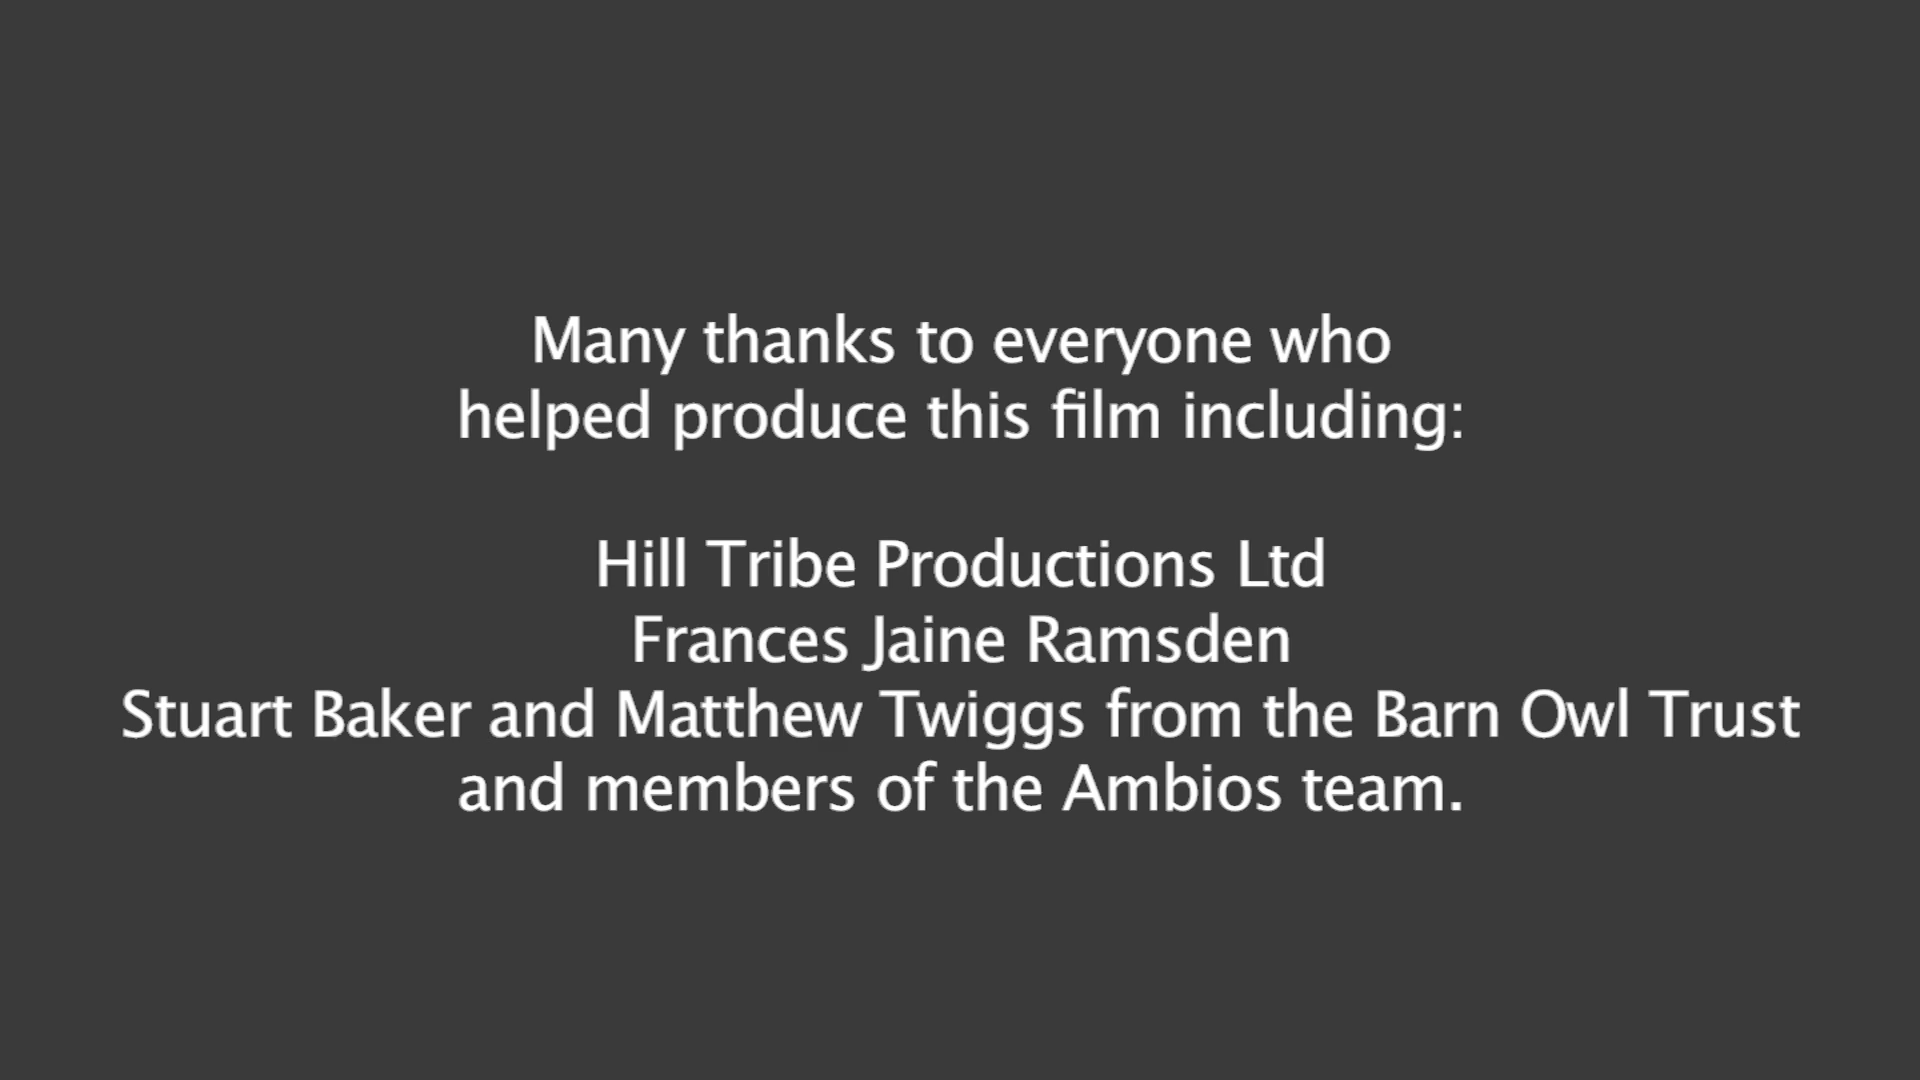 Many thanks to everyone who
helped produce this film including:
Hill Tribe Productions Ltd
Frances Jaine Ramsden
Stuart Baker and Matthew Twiggs from the Barn Owl Trust
and members of the Ambios team.